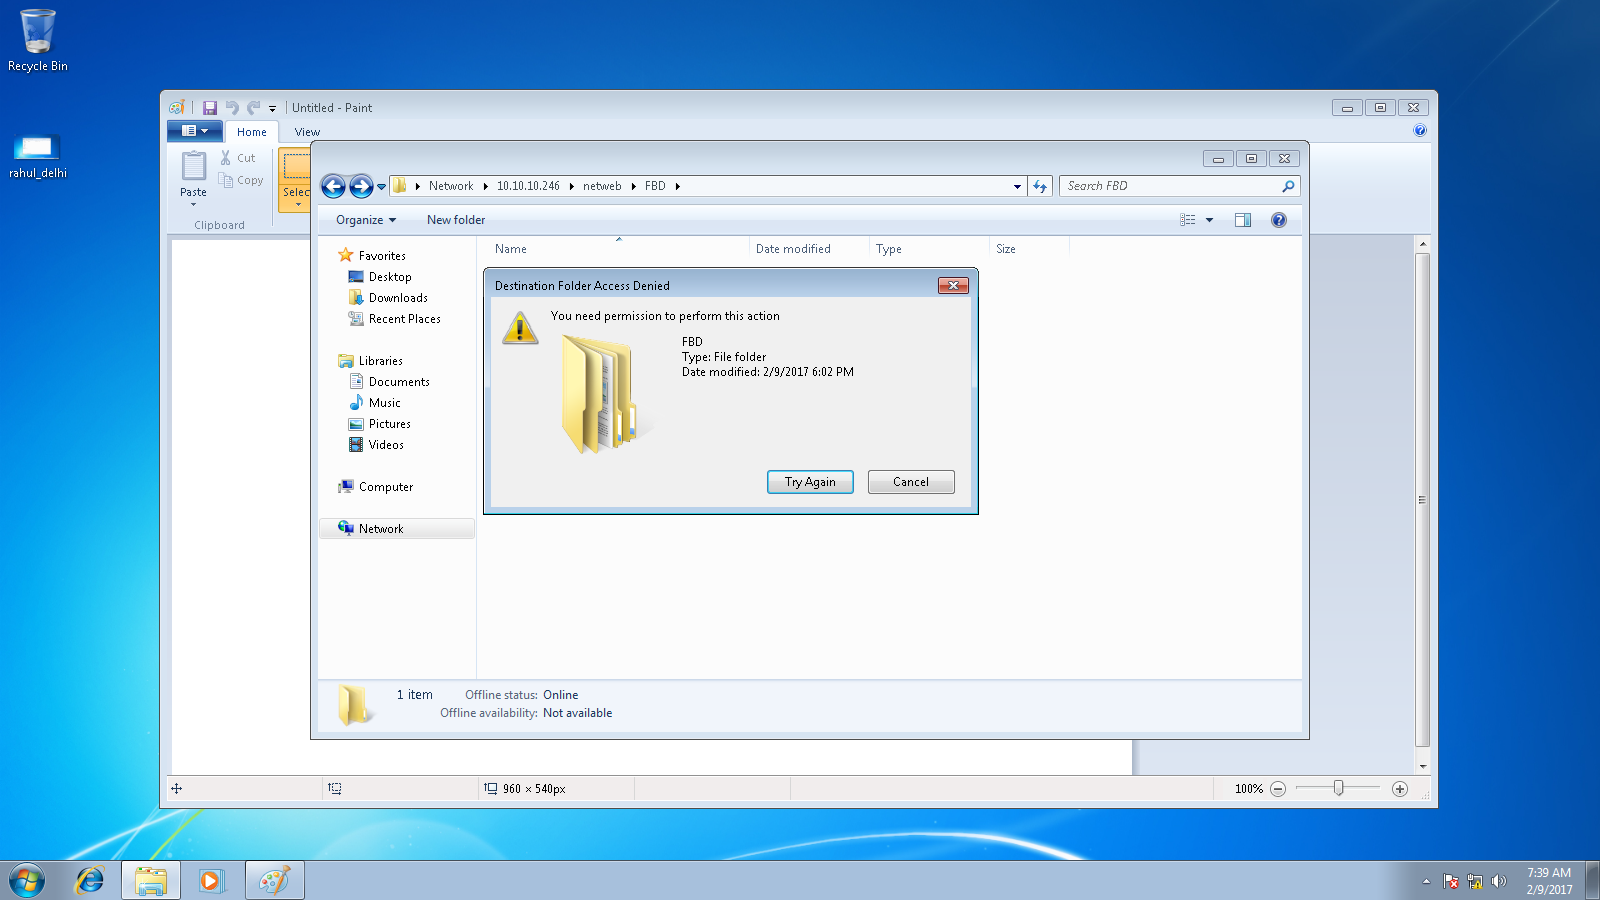 Recycle Bin
rahul_delhi
Untitled - Paint
Home
View
Paste
Cut
Copy
Clipboard
Selec
Network
10.10.10.246
netweb
FBD
Search FBD
Organize
New folder
Name
Date modified
Type
Size
Favorites
Desktop
Downloads
Recent Places
Libraries
Documents
Music
Pictures
Videos
Computer
Network
Destination Folder Access Denied
You need permission to perform this action
FBD
Type: File folder
Date modified: 2/9/2017 6:02 PM
Try Again
Cancel
1 item
Offline status: Online
Offline availability: Not available
960 × 540px
100%
7:39 AM
2/9/2017